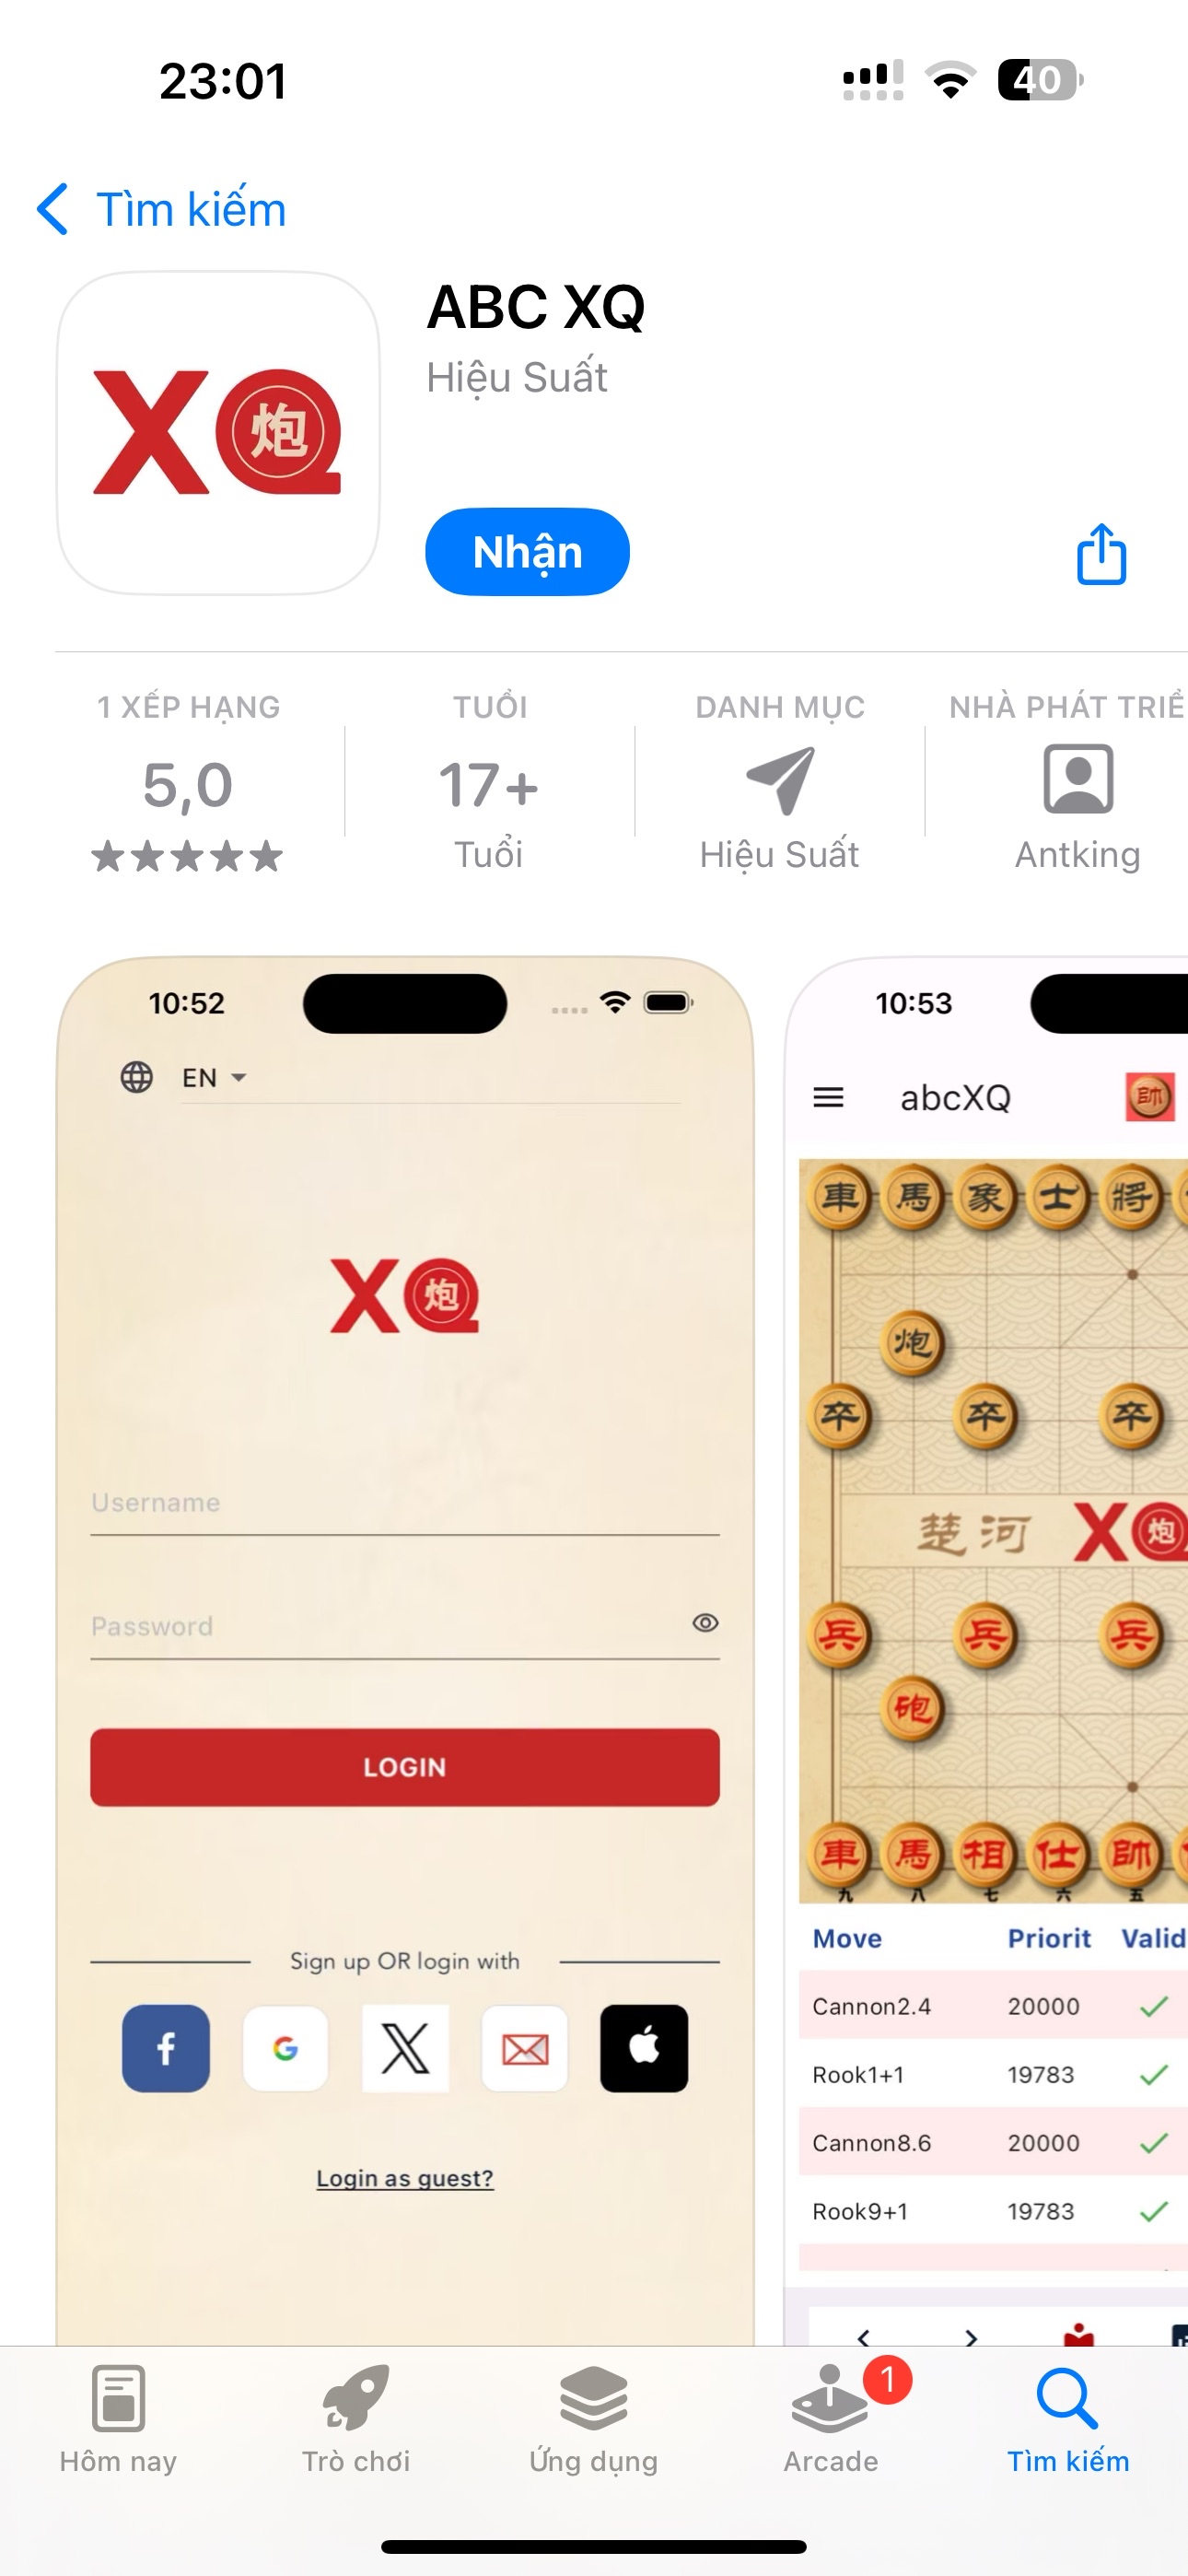 23:01
40
Tìm kiếm
XQ
炮
ABC XQ
Hiệu Suất
Nhận
1 XẾP HẠNG
5,0
TUỔI
17+
Tuổi
DANH MỤC
Hiệu Suất
NHÀ PHÁT TRIỂ
Antking
10:52
EN
XQ
炮
Username
Password
LOGIN
Sign up OR login with
f G X
Login as guest?
10:53
abcXQ
帥
車 馬 象 士 將
炮
卒 卒 卒
楚河 XQ 炮
兵 兵 兵
砲
車 馬 相 仕 帥
九 八 七 六 五
Move Priorit Valid
Cannon2.4 20000
Rook1+1 19783
Cannon8.6 20000
Rook9+1 19783
1
Hôm nay Trò chơi Ứng dụng Arcade Tìm kiếm